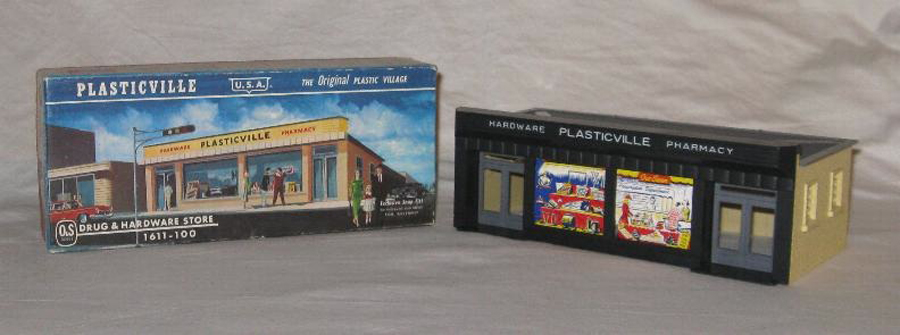 PLASTICVILLE U.S.A. THE Original PLASTIC VILLAGE
HARDWARE PLASTICVILLE PHARMACY
O&S
DRUG & HARDWARE STORE
1611-100
HARDWARE PLASTICVILLE PHARMACY